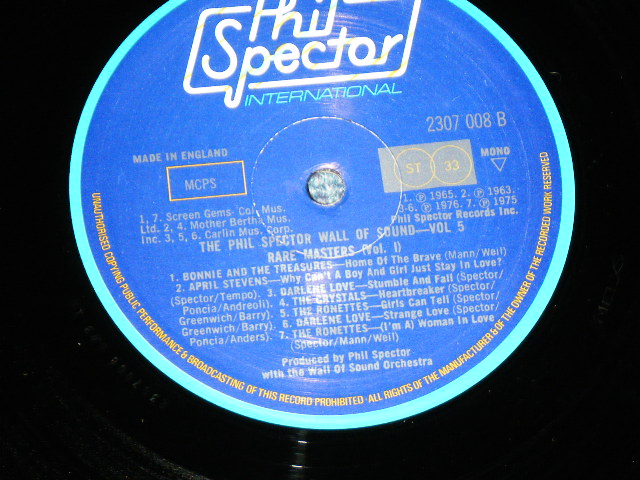 Phil
Spector
INTERNATIONAL
2307 008 B
MADE IN ENGLAND
MCPS
ST 33
MONO
1, 7. Screen Gems- Col. Mus.
Ltd. 2, 4. Mother Bertha Mus.
Inc. 3, 5, 6. Carlin Mus. Corp.
1. ℗ 1965. 2. ℗ 1963.
-6. ℗ 1976. 7. ℗ 1975
Phil Spector Records Inc.
THE PHIL SPECTOR WALL OF SOUND—VOL 5
RARE MASTERS (Vol. 1)
1. BONNIE AND THE TREASURES—Home Of The Brave (Mann/Weil)
2. APRIL STEVENS—Why Can't A Boy And Girl Just Stay In Love?
(Spector/Tempo). 3. DARLENE LOVE—Stumble And Fall (Spector/
Poncia/Andreoli) 4. THE CRYSTALS—Heartbreaker (Spector/
Greenwich/Barry) 5. THE RONETTES—Girls Can Tell (Spector/
Greenwich/Barry). 6. DARLENE LOVE—Strange Love (Spector/
Poncia/Anders) 7. THE RONETTES—(I'm A) Woman In Love
(Spector/Mann/Weil)
Produced by Phil Spector
with the Wall Of Sound Orchestra
UNAUTHORISED COPYING PUBLIC PERFORMANCE & BROADCASTING OF THIS RECORD PROHIBITED · ALL RIGHTS OF THE MANUFACTURER & OF THE OWNER OF THE RECORDED WORK RESERVED